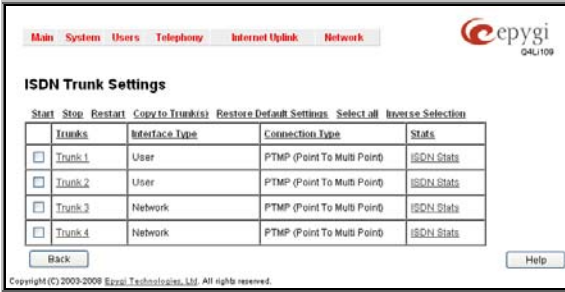 Main System Users Telephony Internet Uplink Network
epygi
Q4Li109
ISDN Trunk Settings
Start Stop Restart Copy to Trunk(s) Restore Default Settings Select all Inverse Selection
Trunks Interface Type Connection Type Stats
Trunk 1 User PTMP (Point To Multi Point) ISDN Stats
Trunk 2 User PTMP (Point To Multi Point) ISDN Stats
Trunk 3 Network PTMP (Point To Multi Point) ISDN Stats
Trunk 4 Network PTMP (Point To Multi Point) ISDN Stats
Back Help
Copyright (C) 2003-2008 Epygi Technologies, Ltd. All rights reserved.